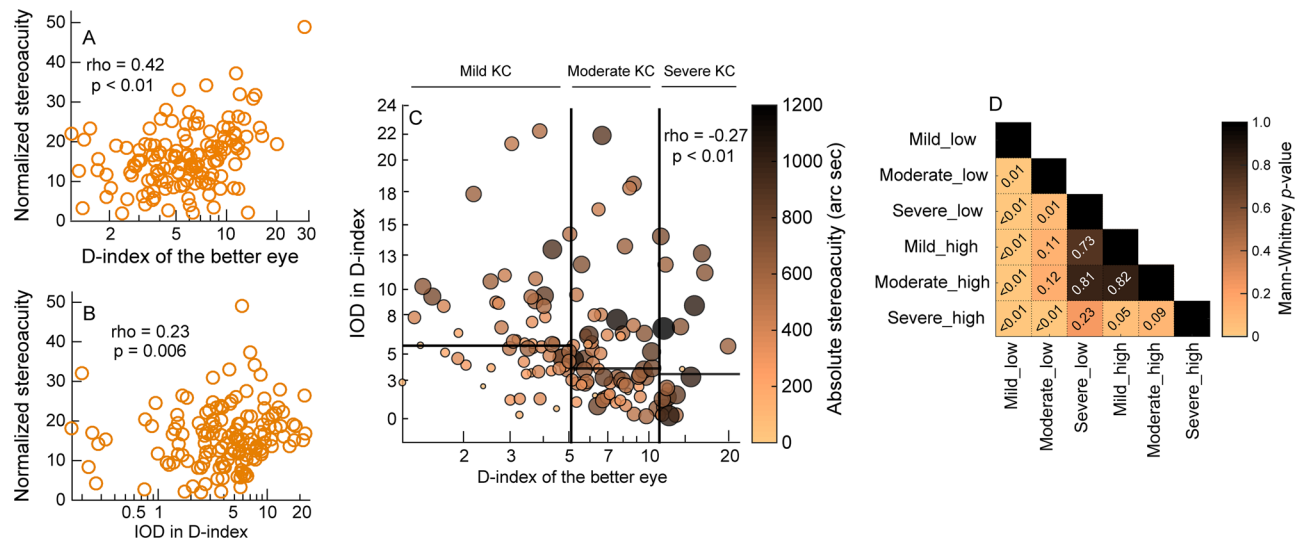 A
rho = 0.42
p < 0.01
Normalized stereoacuity
50
40
30
20
10
0
2
5
10
30
D-index of the better eye
B
rho = 0.23
p = 0.006
Normalized stereoacuity
50
40
30
20
10
0
0.5
1
5
10
20
IOD in D-index
Mild KC
Moderate KC
Severe KC
C
rho = -0.27
p < 0.01
IOD in D-index
24
22
20
18
15
13
10
8
5
3
0
2
3
5
7
10
20
D-index of the better eye
1200
1000
800
600
400
200
0
Absolute stereoacuity (arc sec)
D
Mild_low
Moderate_low
0.01
Severe_low
<0.01
0.01
Mild_high
<0.01
0.11
0.73
Moderate_high
<0.01
0.12
0.81
0.82
Severe_high
<0.01
<0.01
0.23
0.05
0.09
Mild_low
Moderate_low
Severe_low
Mild_high
Moderate_high
Severe_high
1.0
0.8
0.6
0.4
0.2
0.0
Mann-Whitney p-value